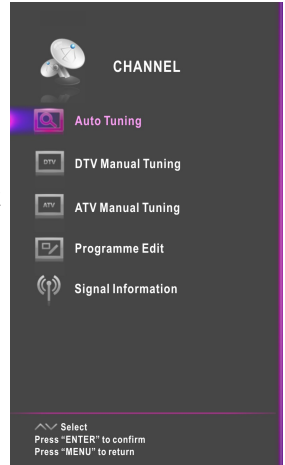 CHANNEL
Auto Tuning
DTV
DTV Manual Tuning
ATV
ATV Manual Tuning
Programme Edit
Signal Information
Select
Press “ENTER” to confirm
Press “MENU” to return